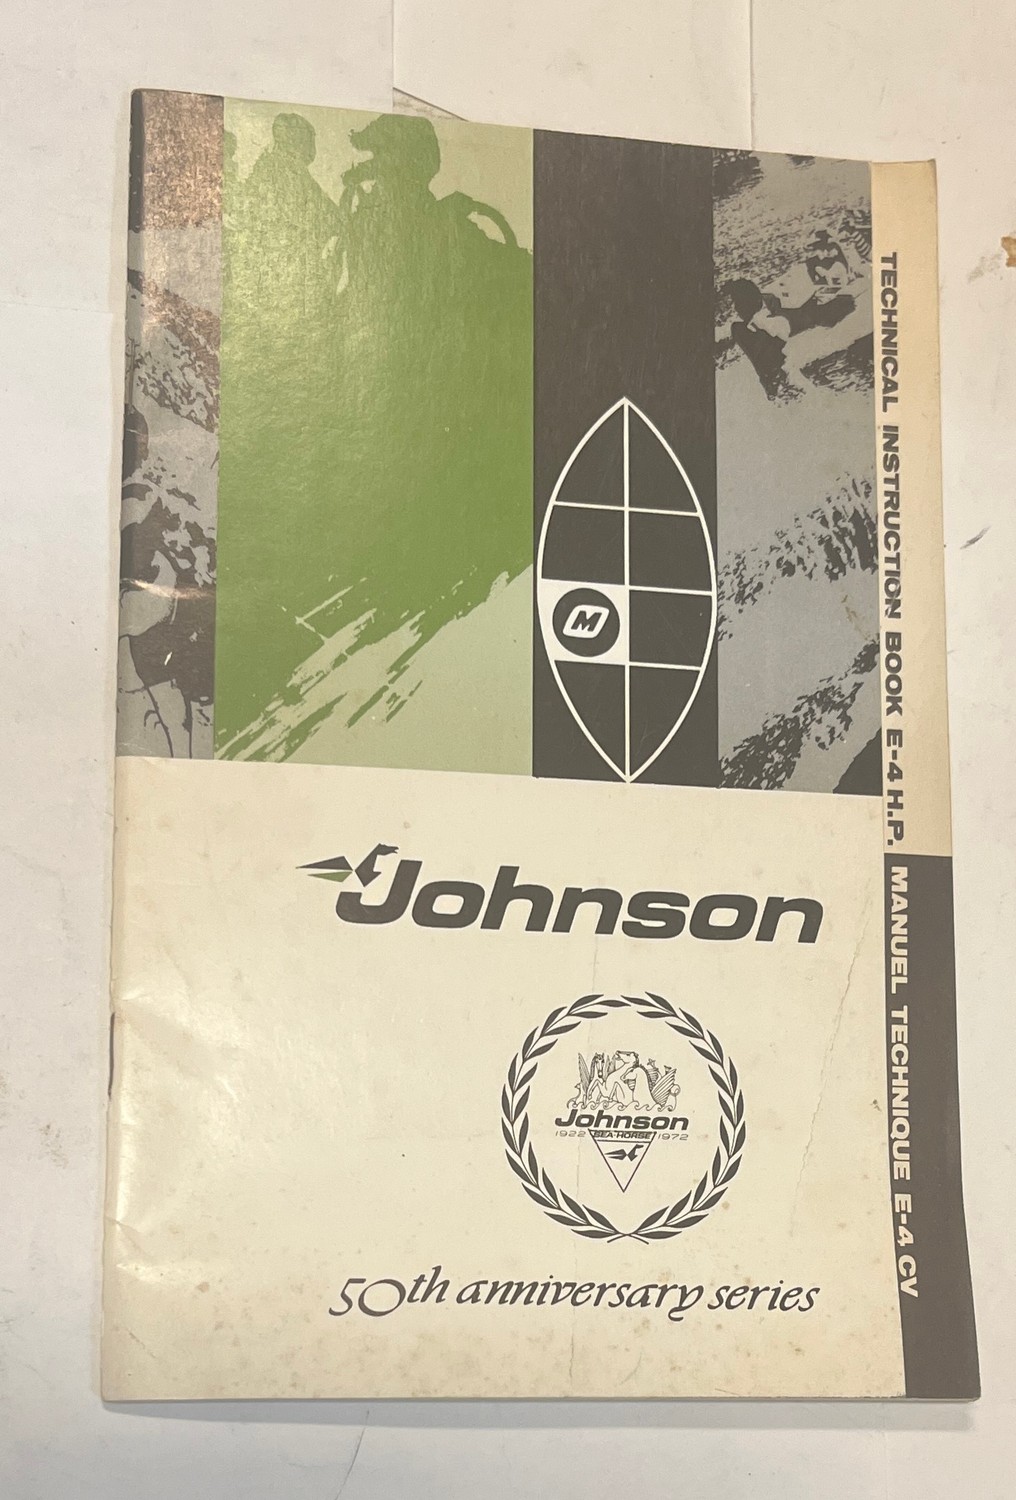 M
Johnson
Johnson
1922 SEA-HORSE 1972
50th anniversary series
TECHNICAL INSTRUCTION BOOK E-4 H.P.
MANUEL TECHNIQUE E-4 CV